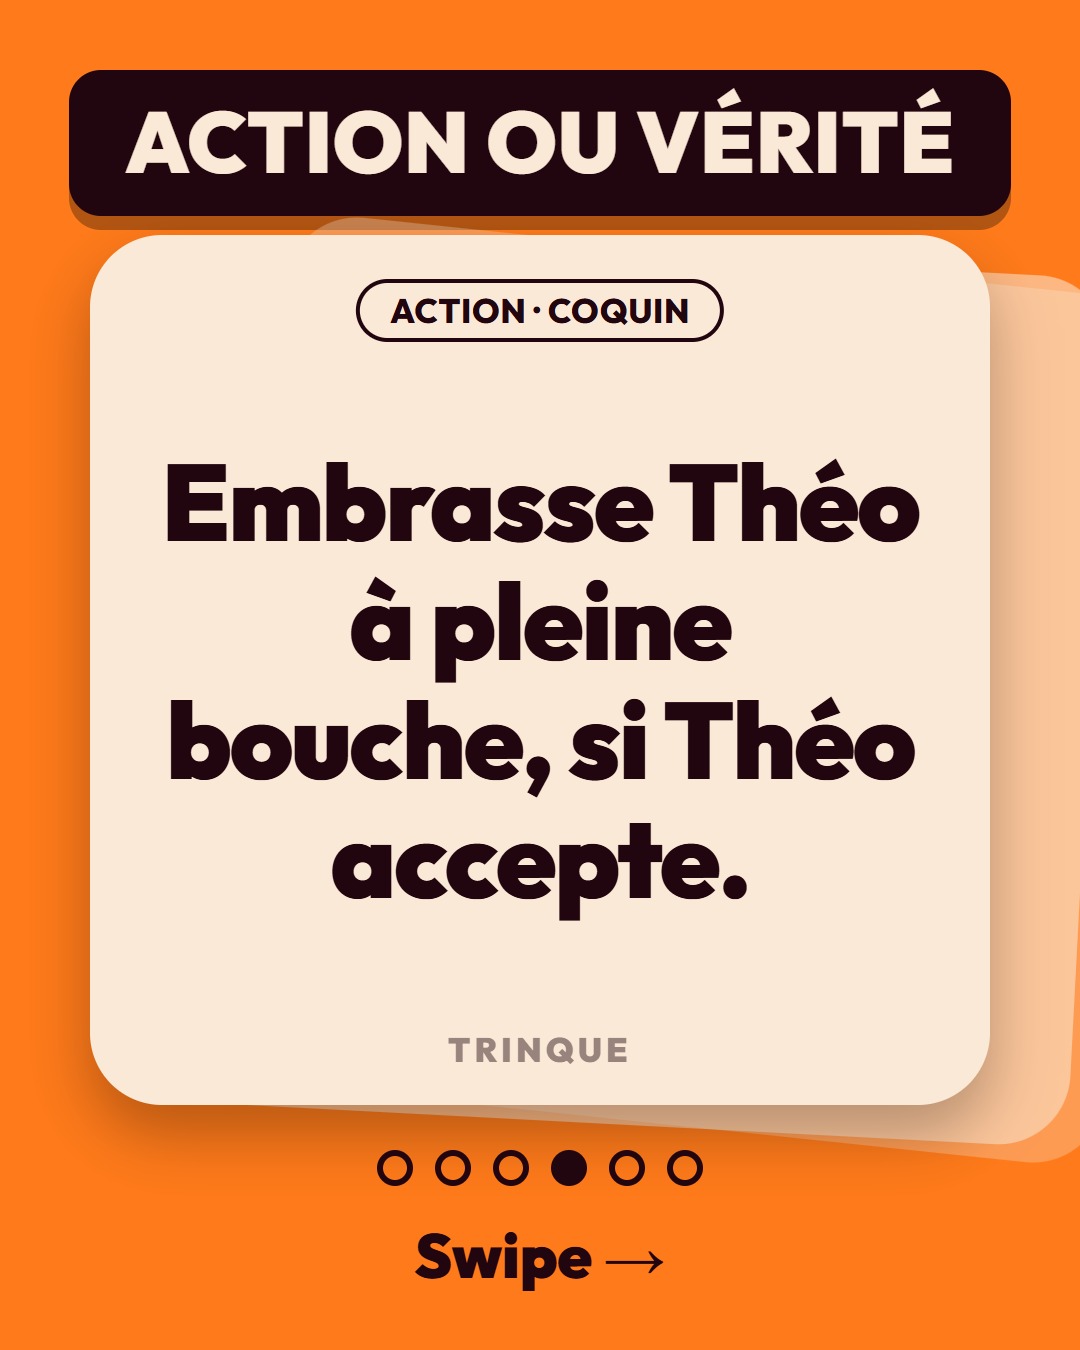 ACTION OU VÉRITÉ
ACTION · COQUIN
Embrasse Théo
à pleine
bouche, si Théo
accepte.
TRINQUE
Swipe →